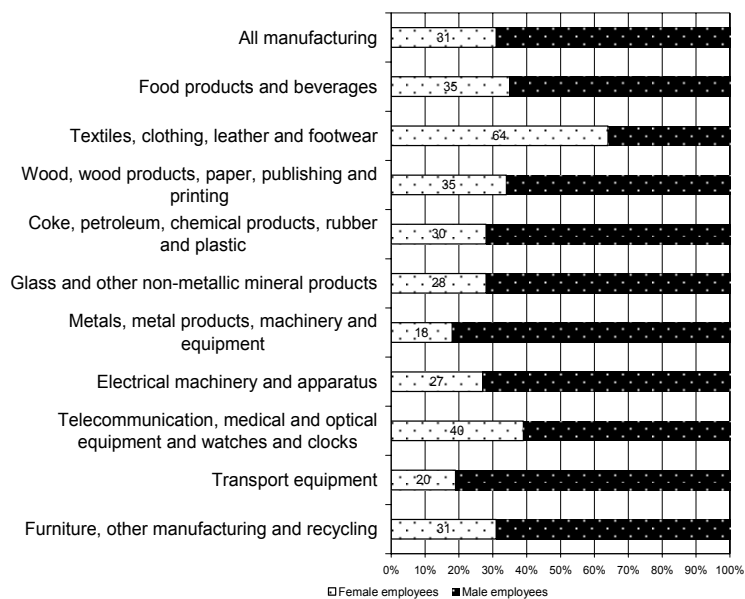 All manufacturing
31
Food products and beverages
35
Textiles, clothing, leather and footwear
64
Wood, wood products, paper, publishing and
printing
35
Coke, petroleum, chemical products, rubber
and plastic
30
Glass and other non-metallic mineral products
28
Metals, metal products, machinery and
equipment
18
Electrical machinery and apparatus
27
Telecommunication, medical and optical
equipment and watches and clocks
40
Transport equipment
20
Furniture, other manufacturing and recycling
31
0% 10% 20% 30% 40% 50% 60% 70% 80% 90% 100%
Female employees Male employees